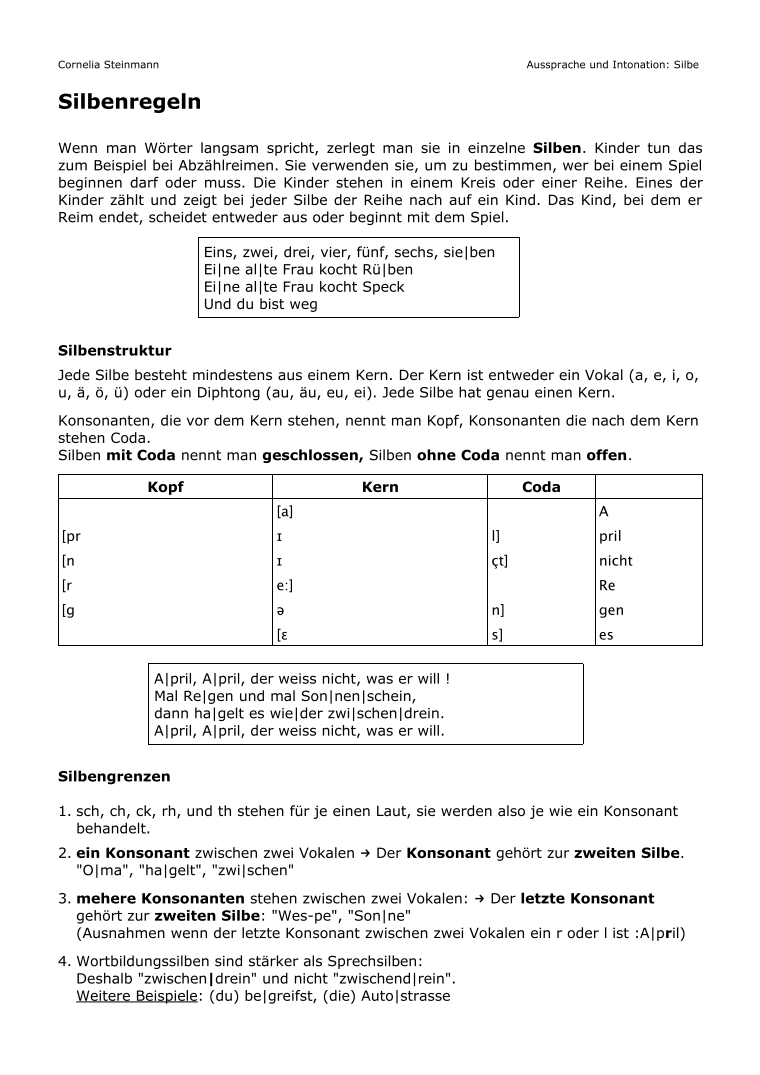 Cornelia Steinmann
Aussprache und Intonation: Silbe
Silbenregeln
Wenn man Wörter langsam spricht, zerlegt man sie in einzelne Silben. Kinder tun das
zum Beispiel bei Abzählreimen. Sie verwenden sie, um zu bestimmen, wer bei einem Spiel
beginnen darf oder muss. Die Kinder stehen in einem Kreis oder einer Reihe. Eines der
Kinder zählt und zeigt bei jeder Silbe der Reihe nach auf ein Kind. Das Kind, bei dem er
Reim endet, scheidet entweder aus oder beginnt mit dem Spiel.
Eins, zwei, drei, vier, fünf, sechs, sie|ben
Ei|ne al|te Frau kocht Rü|ben
Ei|ne al|te Frau kocht Speck
Und du bist weg
Silbenstruktur
Jede Silbe besteht mindestens aus einem Kern. Der Kern ist entweder ein Vokal (a, e, i, o,
u, ä, ö, ü) oder ein Diphtong (au, äu, eu, ei). Jede Silbe hat genau einen Kern.
Konsonanten, die vor dem Kern stehen, nennt man Kopf, Konsonanten die nach dem Kern
stehen Coda.
Silben mit Coda nennt man geschlossen, Silben ohne Coda nennt man offen.
Kopf Kern Coda
[a] A
[pr ɪ l] pril
[n ɪ çt] nicht
[r e:] Re
[g ə n] gen
[ɛ s] es
A|pril, A|pril, der weiss nicht, was er will !
Mal Re|gen und mal Son|nen|schein,
dann ha|gelt es wie|der zwi|schen|drein.
A|pril, A|pril, der weiss nicht, was er will.
Silbengrenzen
1. sch, ch, ck, rh, und th stehen für je einen Laut, sie werden also je wie ein Konsonant
behandelt.
2. ein Konsonant zwischen zwei Vokalen → Der Konsonant gehört zur zweiten Silbe.
"O|ma", "ha|gelt", "zwi|schen"
3. mehere Konsonanten stehen zwischen zwei Vokalen: → Der letzte Konsonant
gehört zur zweiten Silbe: "Wes-pe", "Son|ne"
(Ausnahmen wenn der letzte Konsonant zwischen zwei Vokalen ein r oder l ist :A|pril)
4. Wortbildungssilben sind stärker als Sprechsilben:
Deshalb "zwischen|drein" und nicht "zwischend|rein".
Weitere Beispiele: (du) be|greifst, (die) Auto|strasse